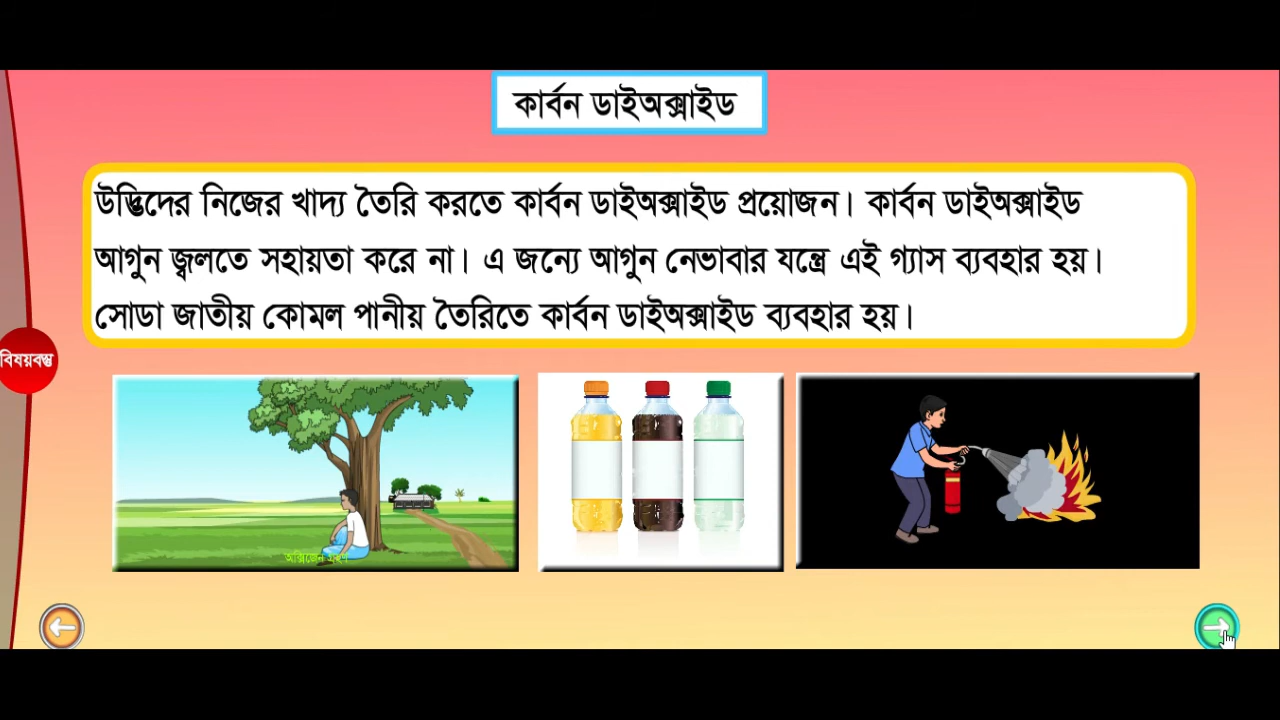 কার্বন ডাইঅক্সাইড
উদ্ভিদের নিজের খাদ্য তৈরি করতে কার্বন ডাইঅক্সাইড প্রয়োজন। কার্বন ডাইঅক্সাইড
আগুন জ্বলতে সহায়তা করে না। এ জন্যে আগুন নেভাবার যন্ত্রে এই গ্যাস ব্যবহার হয়।
সোডা জাতীয় কোমল পানীয় তৈরিতে কার্বন ডাইঅক্সাইড ব্যবহার হয়।
বিষয়বস্তু
অক্সিজেন